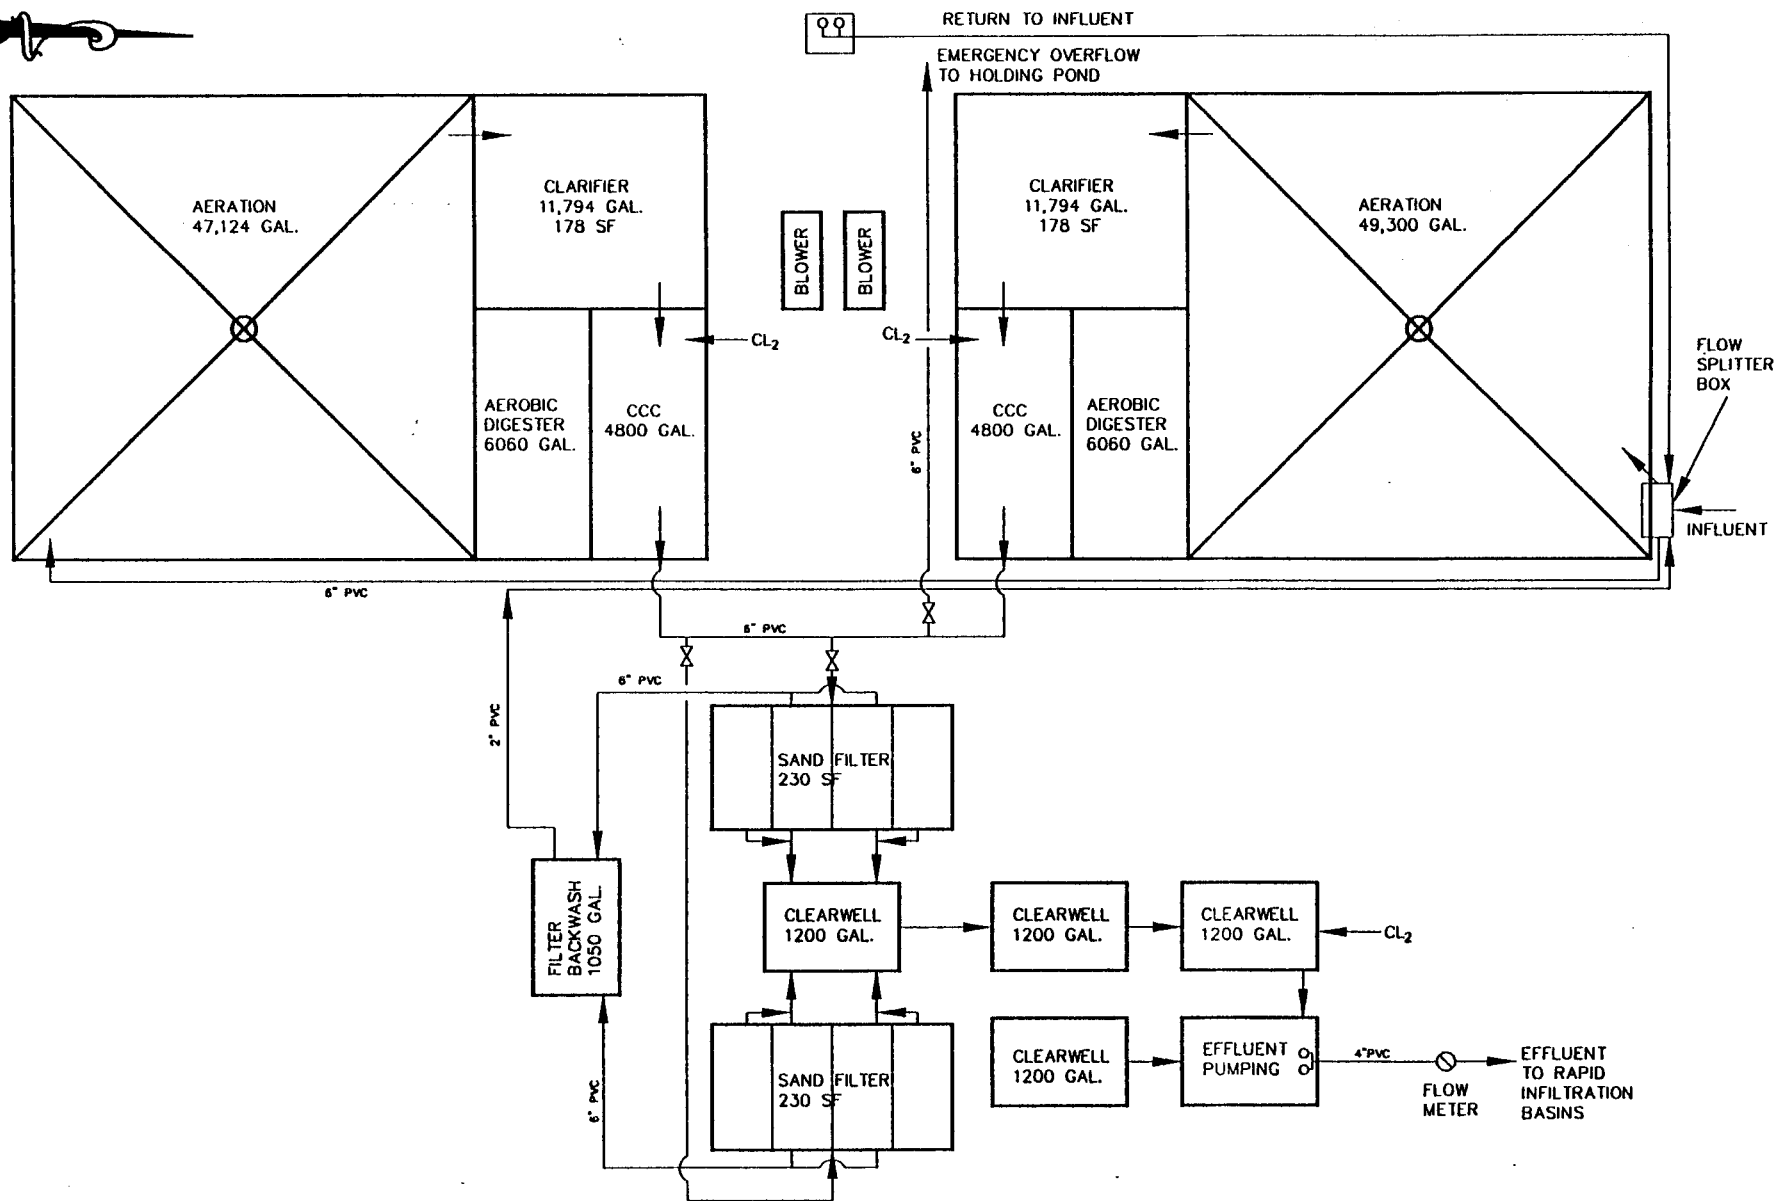 RETURN TO INFLUENT
EMERGENCY OVERFLOW
TO HOLDING POND
AERATION
47,124 GAL.
CLARIFIER
11,794 GAL.
178 SF
BLOWER
BLOWER
CLARIFIER
11,794 GAL.
178 SF
AERATION
49,300 GAL.
CL2
CL2
FLOW
SPLITTER
BOX
AEROBIC
DIGESTER
6060 GAL.
CCC
4800 GAL.
6" PVC
CCC
4800 GAL.
AEROBIC
DIGESTER
6060 GAL.
INFLUENT
6" PVC
6" PVC
6" PVC
2" PVC
SAND FILTER
230 SF
FILTER
BACKWASH
1050 GAL.
CLEARWELL
1200 GAL.
CLEARWELL
1200 GAL.
CLEARWELL
1200 GAL.
CL2
6" PVC
SAND FILTER
230 SF
CLEARWELL
1200 GAL.
EFFLUENT
PUMPING
4"PVC
FLOW
METER
EFFLUENT
TO RAPID
INFILTRATION
BASINS